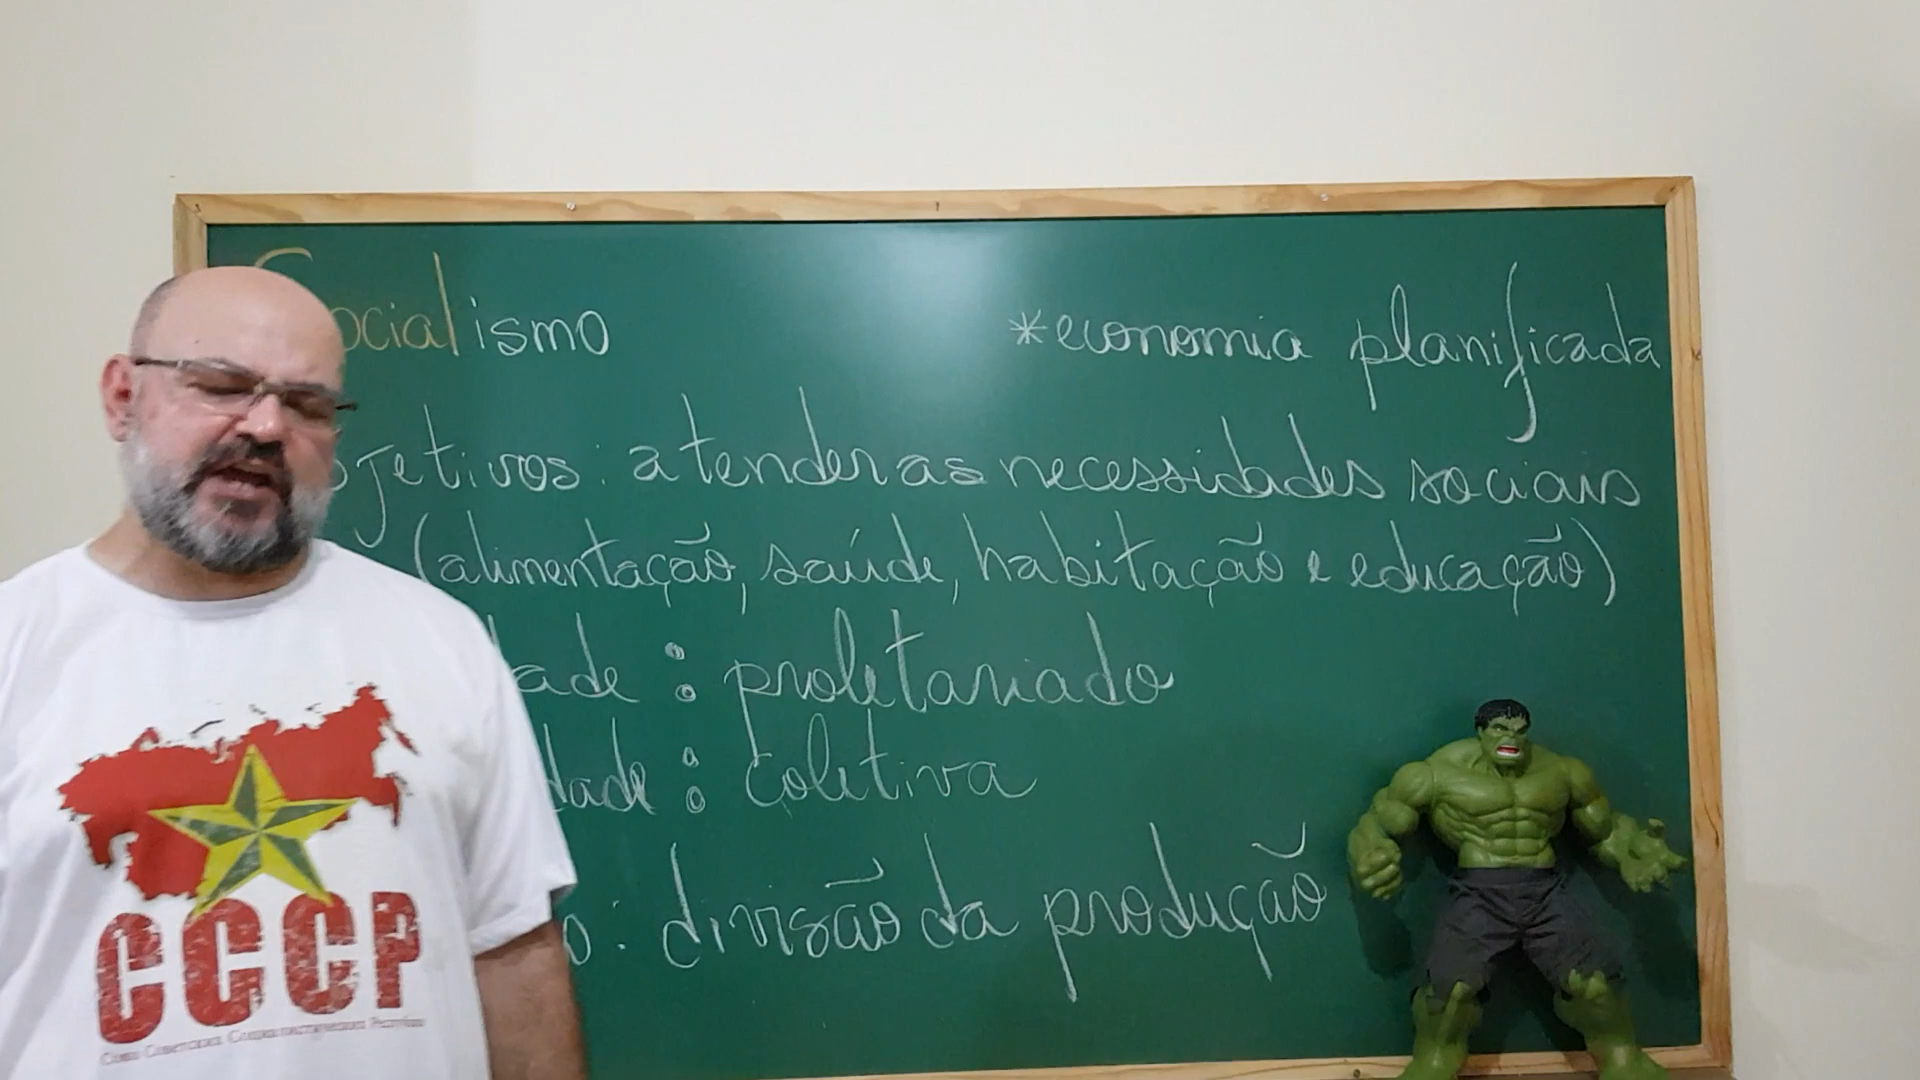 Socialismo
*economia planificada
jetivos: atender as necessidades sociais
(alimentação, saúde, habitação e educação)
ade : proletariado
dade : coletiva
o: divisão da produção
CCCP